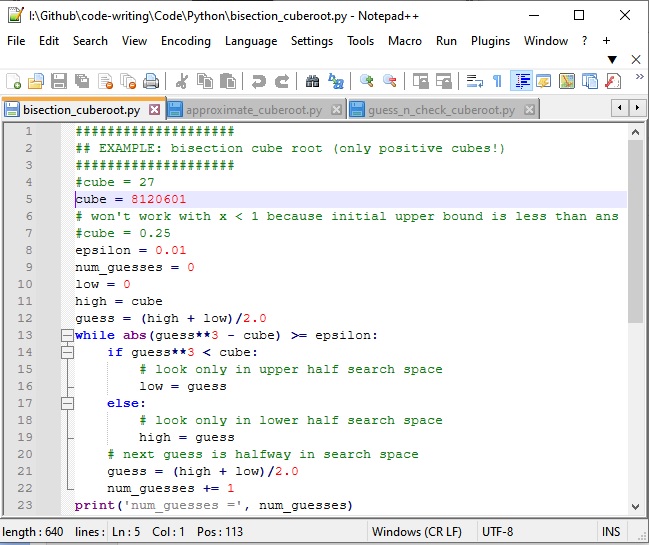 I:\Github\code-writing\Code\Python\bisection_cuberoot.py - Notepad++
File Edit Search View Encoding Language Settings Tools Macro Run Plugins Window ? +
bisection_cuberoot.py approximate_cuberoot.py guess_n_check_cuberoot.py
1 ####################
2 ## EXAMPLE: bisection cube root (only positive cubes!)
3 ####################
4 #cube = 27
5 cube = 8120601
6 # won't work with x < 1 because initial upper bound is less than ans
7 #cube = 0.25
8 epsilon = 0.01
9 num_guesses = 0
10 low = 0
11 high = cube
12 guess = (high + low)/2.0
13 while abs(guess**3 - cube) >= epsilon:
14     if guess**3 < cube:
15         # look only in upper half search space
16         low = guess
17     else:
18         # look only in lower half search space
19         high = guess
20     # next guess is halfway in search space
21     guess = (high + low)/2.0
22     num_guesses += 1
23 print('num_guesses =', num_guesses)
length : 640 lines : Ln : 5 Col : 1 Pos : 113 Windows (CR LF) UTF-8 INS